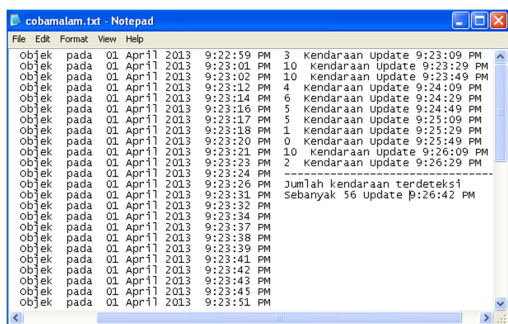 cobamalam.txt - Notepad
File Edit Format View Help
Objek pada 01 April 2013 9:22:59 PM 3 Kendaraan Update 9:23:09 PM
Objek pada 01 April 2013 9:23:01 PM 10 Kendaraan Update 9:23:29 PM
Objek pada 01 April 2013 9:23:02 PM 10 Kendaraan Update 9:23:49 PM
Objek pada 01 April 2013 9:23:12 PM 4 Kendaraan Update 9:24:09 PM
Objek pada 01 April 2013 9:23:14 PM 6 Kendaraan Update 9:24:29 PM
Objek pada 01 April 2013 9:23:16 PM 5 Kendaraan Update 9:24:49 PM
Objek pada 01 April 2013 9:23:17 PM 5 Kendaraan Update 9:25:09 PM
Objek pada 01 April 2013 9:23:18 PM 1 Kendaraan Update 9:25:29 PM
Objek pada 01 April 2013 9:23:20 PM 0 Kendaraan Update 9:25:49 PM
Objek pada 01 April 2013 9:23:21 PM 10 Kendaraan Update 9:26:09 PM
Objek pada 01 April 2013 9:23:23 PM 2 Kendaraan Update 9:26:29 PM
Objek pada 01 April 2013 9:23:24 PM --------------------------------
Objek pada 01 April 2013 9:23:26 PM Jumlah kendaraan terdeteksi
Objek pada 01 April 2013 9:23:31 PM Sebanyak 56 Update 9:26:42 PM
Objek pada 01 April 2013 9:23:32 PM
Objek pada 01 April 2013 9:23:34 PM
Objek pada 01 April 2013 9:23:37 PM
Objek pada 01 April 2013 9:23:38 PM
Objek pada 01 April 2013 9:23:39 PM
Objek pada 01 April 2013 9:23:41 PM
Objek pada 01 April 2013 9:23:42 PM
Objek pada 01 April 2013 9:23:43 PM
Objek pada 01 April 2013 9:23:45 PM
Objek pada 01 April 2013 9:23:51 PM